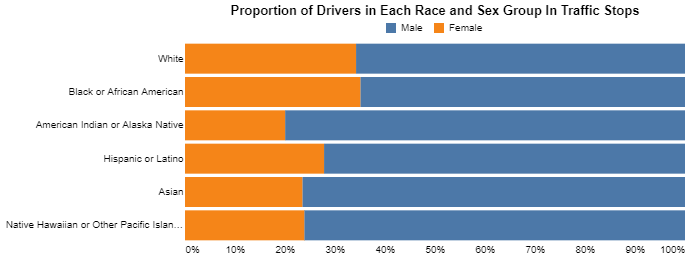 Proportion of Drivers in Each Race and Sex Group In Traffic Stops
Male Female
White
Black or African American
American Indian or Alaska Native
Hispanic or Latino
Asian
Native Hawaiian or Other Pacific Islan…
0% 10% 20% 30% 40% 50% 60% 70% 80% 90% 100%